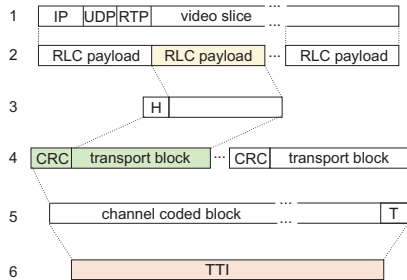 1 IP UDP RTP video slice ... ...
2 RLC payload RLC payload ... RLC payload
3 H
4 CRC transport block ... CRC transport block
5 channel coded block ... ... T
6 TTI